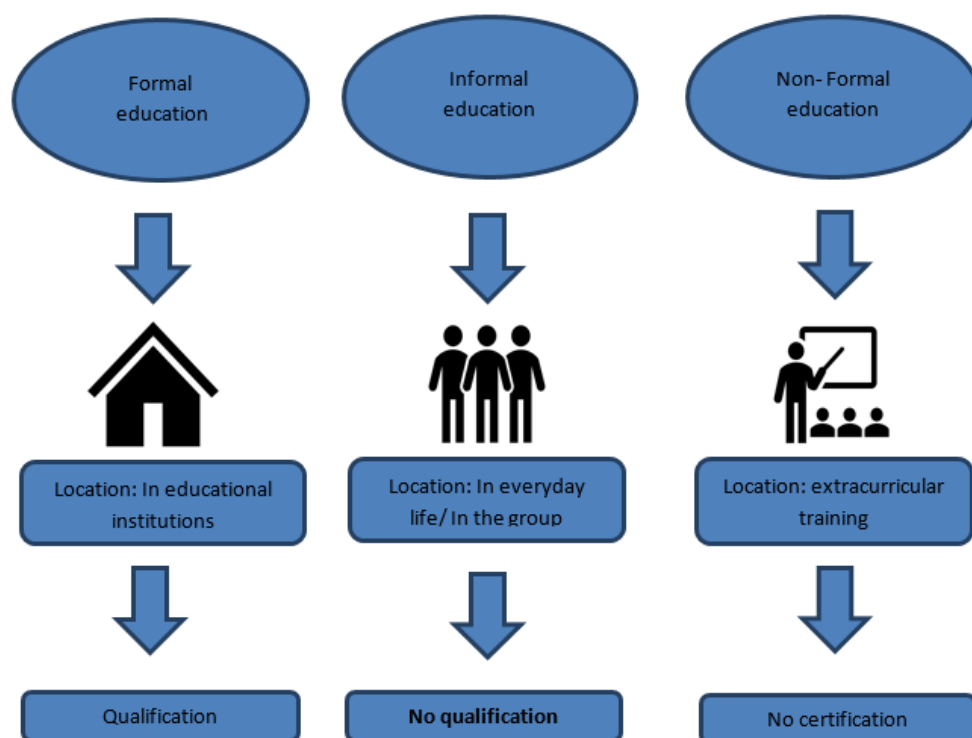 Formal
education
Informal
education
Non- Formal
education
Location: In educational
institutions
Location: In everyday
life/ In the group
Location: extracurricular
training
Qualification
No qualification
No certification